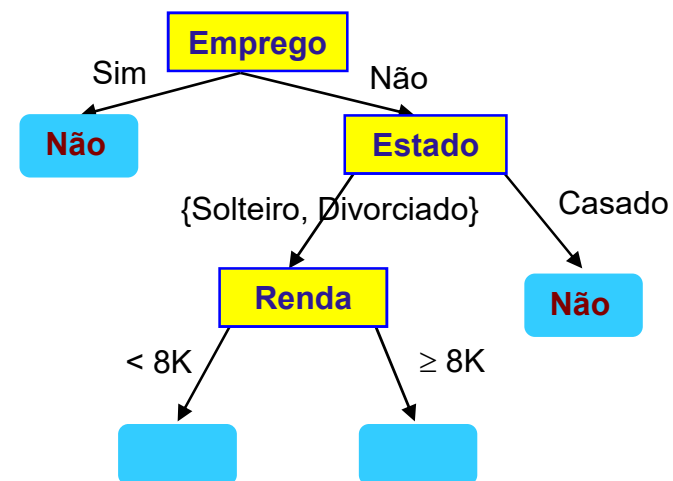 Emprego
Sim
Não
Não
Estado
{Solteiro, Divorciado}
Casado
Renda
Não
< 8K
≥ 8K